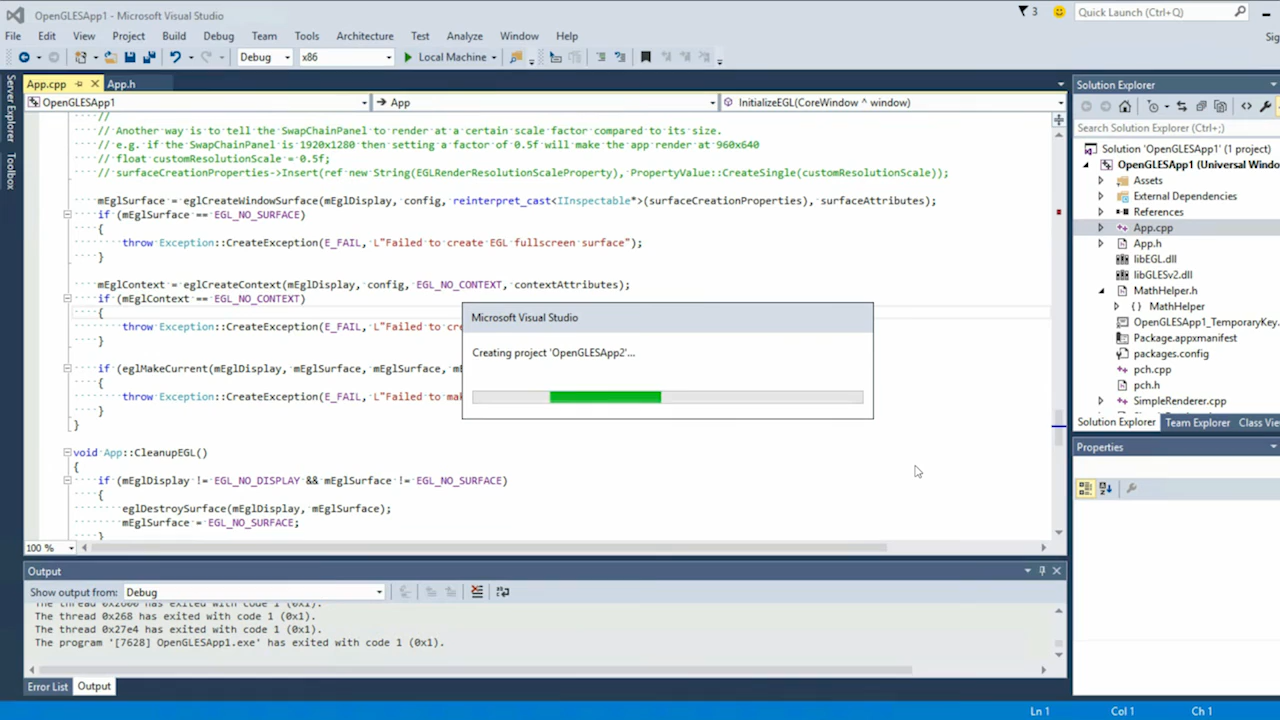 OpenGLESApp1 - Microsoft Visual Studio
3
Quick Launch (Ctrl+Q)
File Edit View Project Build Debug Team Tools Architecture Test Analyze Window Help
Debug x86 Local Machine
Server Explorer
Toolbox
App.cpp App.h
OpenGLESApp1 App InitializeEGL(CoreWindow ^ window)
//
// Another way is to tell the SwapChainPanel to render at a certain scale factor compared to its size.
// e.g. if the SwapChainPanel is 1920x1280 then setting a factor of 0.5f will make the app render at 960x640
// float customResolutionScale = 0.5f;
// surfaceCreationProperties->Insert(ref new String(EGLRenderResolutionScaleProperty), PropertyValue::CreateSingle(customResolutionScale));
mEglSurface = eglCreateWindowSurface(mEglDisplay, config, reinterpret_cast<IInspectable*>(surfaceCreationProperties), surfaceAttributes);
if (mEglSurface == EGL_NO_SURFACE)
{
throw Exception::CreateException(E_FAIL, L"Failed to create EGL fullscreen surface");
}
mEglContext = eglCreateContext(mEglDisplay, config, EGL_NO_CONTEXT, contextAttributes);
if (mEglContext == EGL_NO_CONTEXT)
{
throw Exception::CreateException(E_FAIL, L"Failed to cre
}
if (eglMakeCurrent(mEglDisplay, mEglSurface, mEglSurface, mE
{
throw Exception::CreateException(E_FAIL, L"Failed to mak
}
}
void App::CleanupEGL()
{
if (mEglDisplay != EGL_NO_DISPLAY && mEglSurface != EGL_NO_SURFACE)
{
eglDestroySurface(mEglDisplay, mEglSurface);
mEglSurface = EGL_NO_SURFACE;
}
100 %
Microsoft Visual Studio
Creating project 'OpenGLESApp2'...
Output
Show output from: Debug
The thread 0x268 has exited with code 1 (0x1).
The thread 0x27e4 has exited with code 1 (0x1).
The program '[7628] OpenGLESApp1.exe' has exited with code 1 (0x1).
Error List Output
Solution Explorer
Search Solution Explorer (Ctrl+;)
Solution 'OpenGLESApp1' (1 project)
OpenGLESApp1 (Universal Windo
Assets
External Dependencies
References
App.cpp
App.h
libEGL.dll
libGLESv2.dll
MathHelper.h
{ } MathHelper
OpenGLESApp1_TemporaryKey.
Package.appxmanifest
packages.config
pch.cpp
pch.h
SimpleRenderer.cpp
Solution Explorer Team Explorer Class Vie
Properties
Ln 1 Col 1 Ch 1